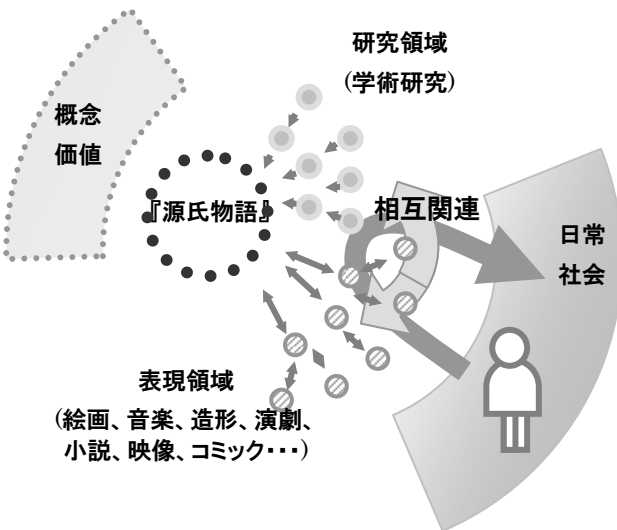 研究領域
(学術研究)
概念
価値
『源氏物語』
相互関連
日常
社会
表現領域
(絵画、音楽、造形、演劇、
小説、映像、コミック・・・)